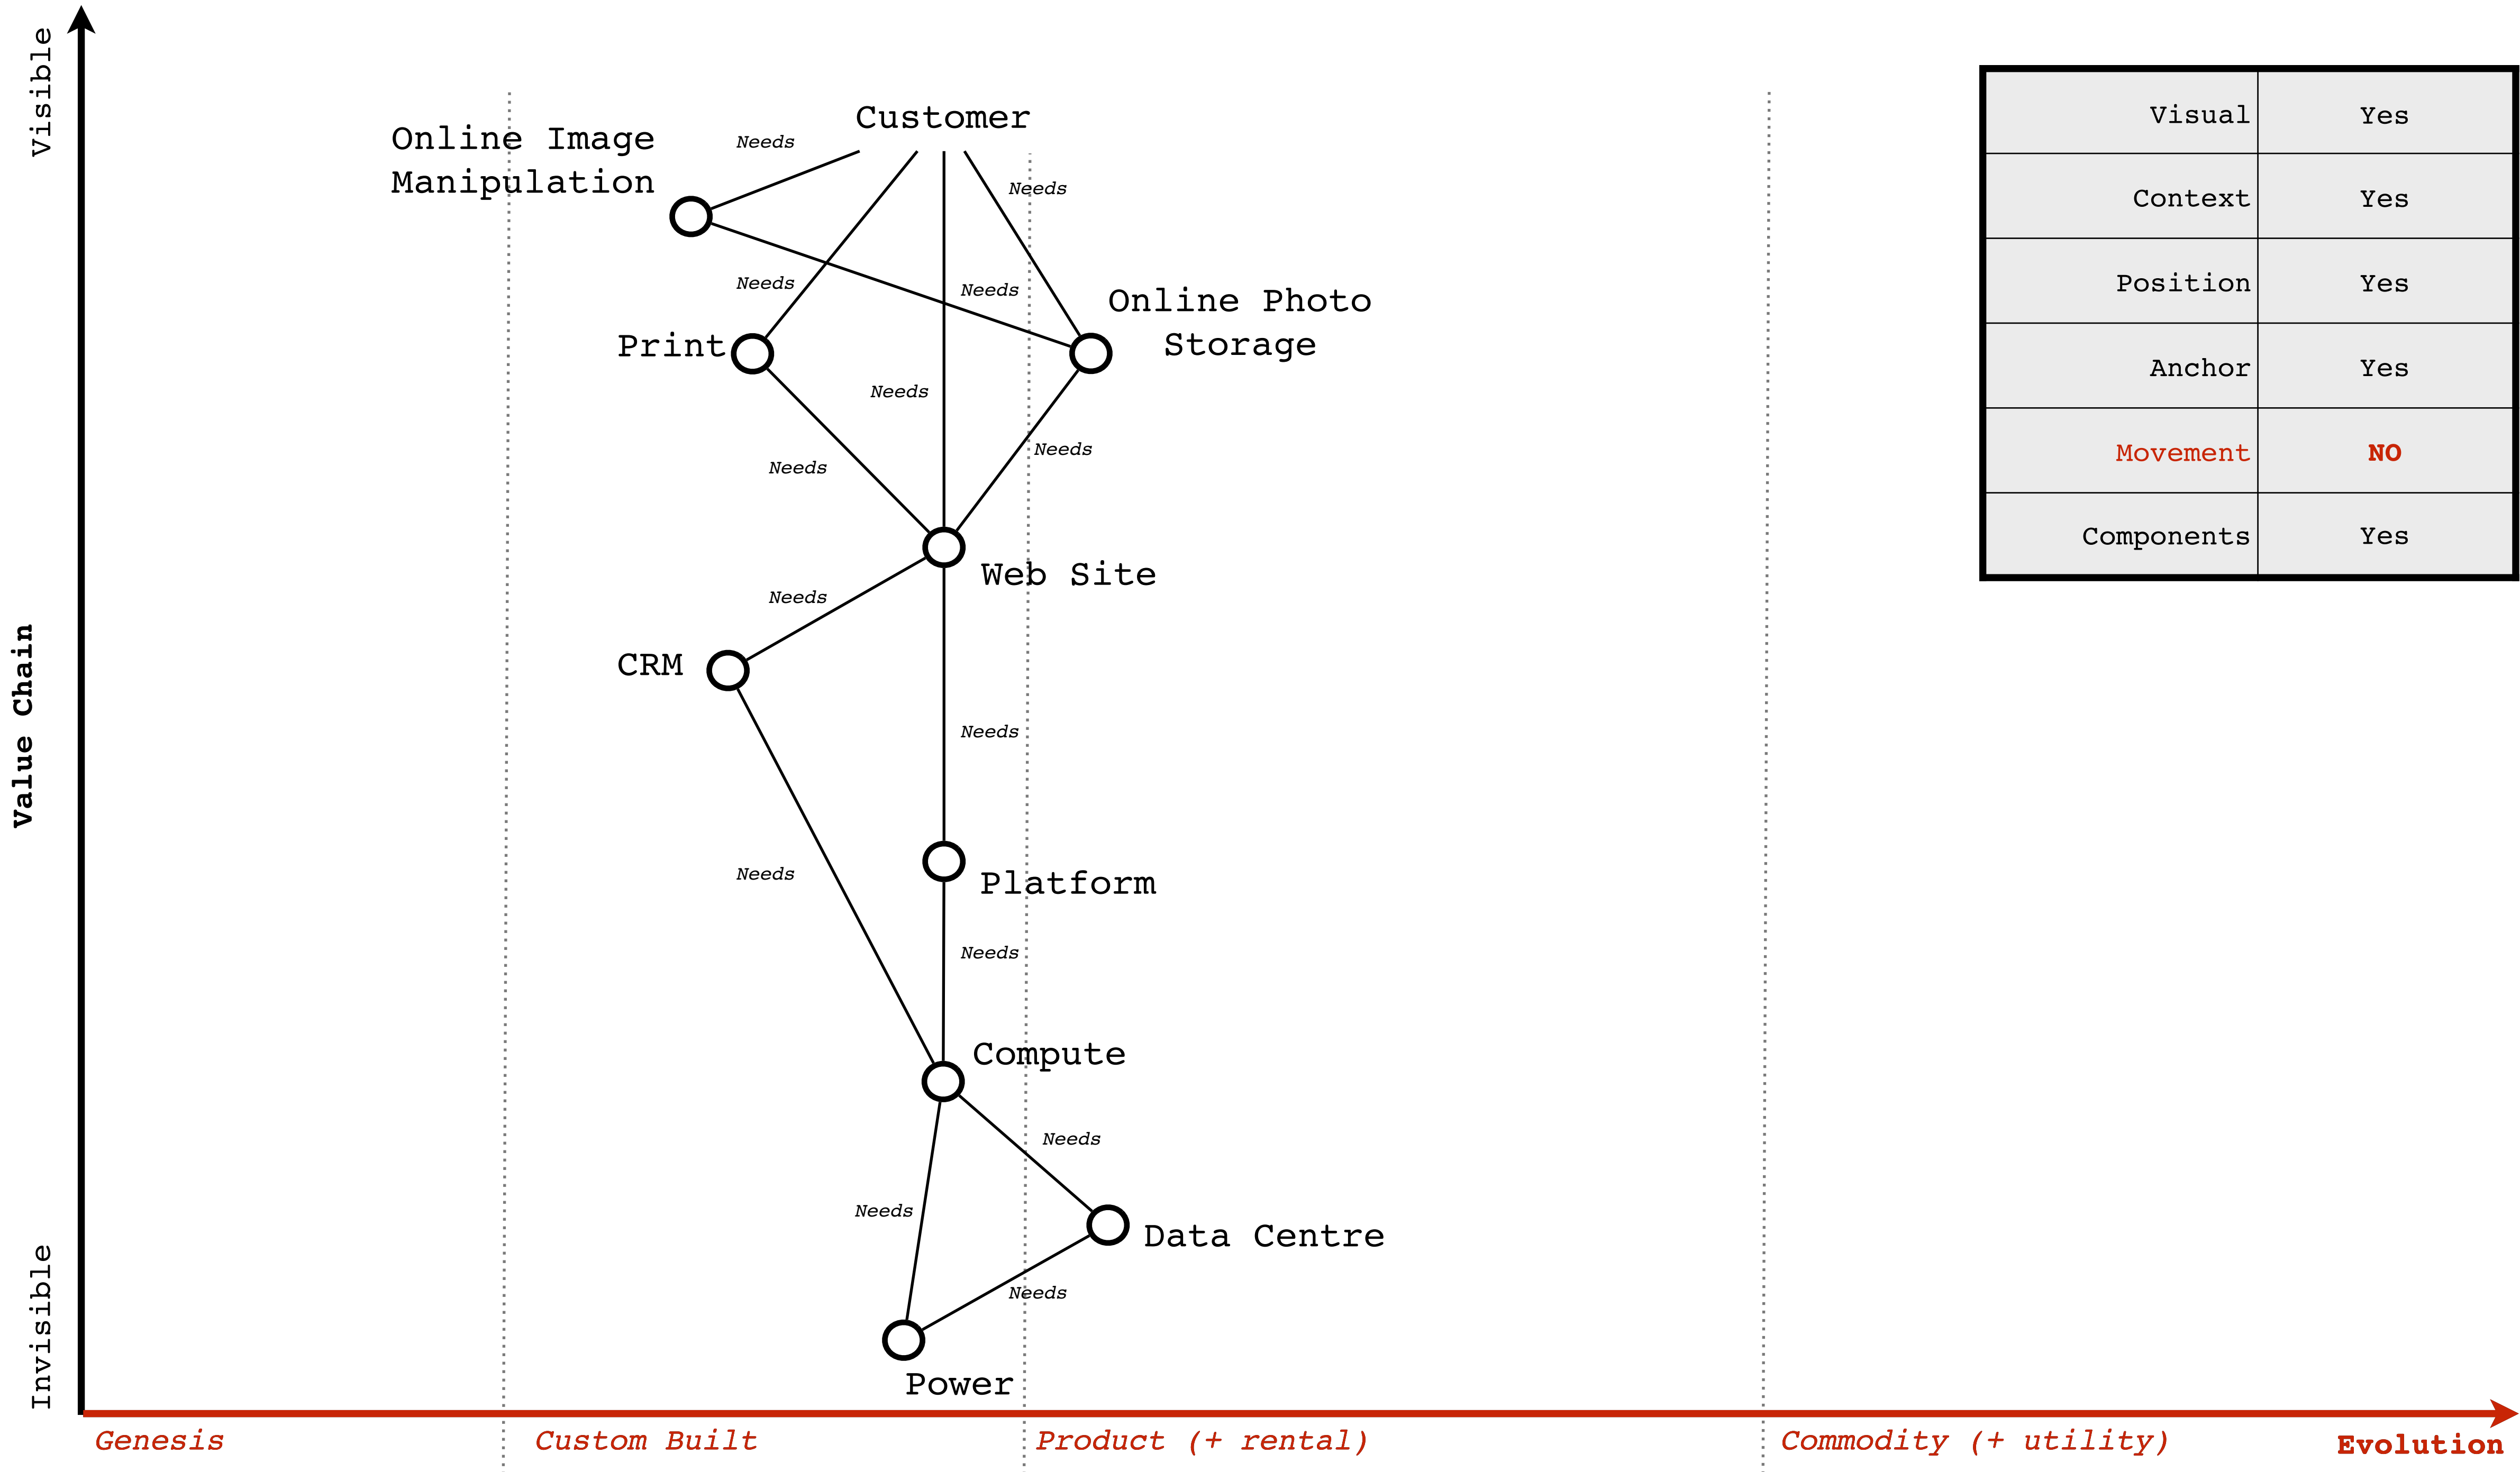 Visible
Customer
Online Image
Manipulation
Needs
Needs
Needs
Needs
Online Photo
Storage
Print
Needs
Needs
Needs
Web Site
Needs
CRM
Value Chain
Needs
Needs
Platform
Needs
Compute
Needs
Needs
Data Centre
Needs
Invisible
Power
Genesis
Custom Built
Product (+ rental)
Commodity (+ utility)
Evolution
Visual Yes
Context Yes
Position Yes
Anchor Yes
Movement NO
Components Yes